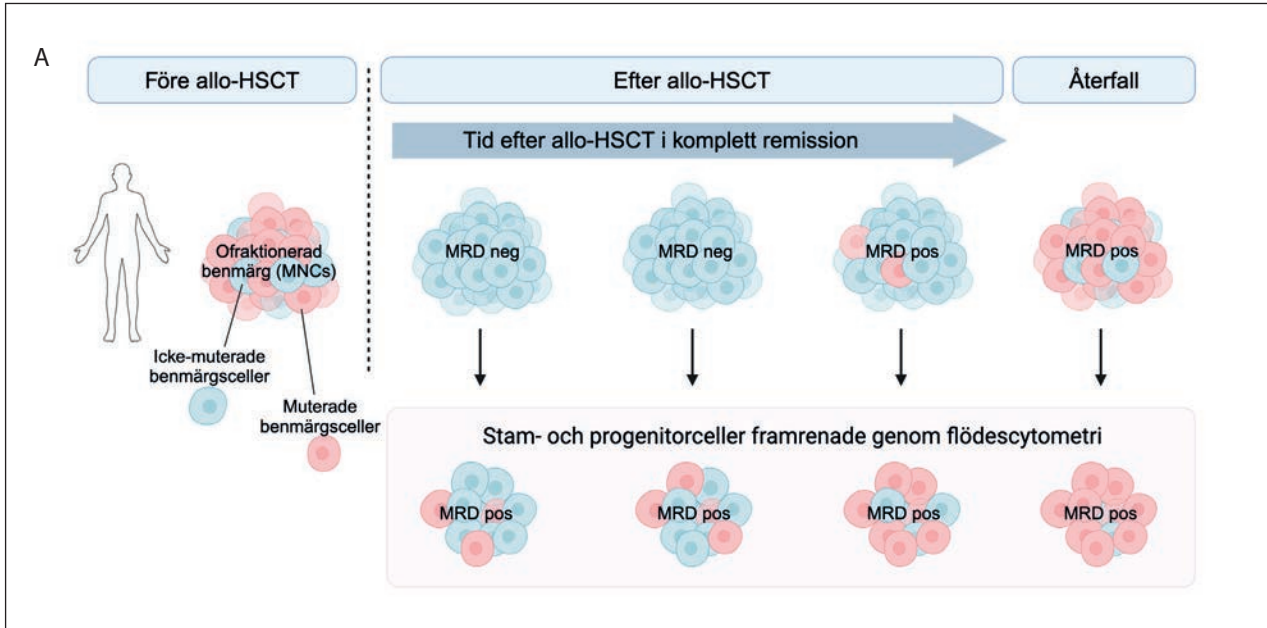 A
Före allo-HSCT
Efter allo-HSCT
Återfall
Tid efter allo-HSCT i komplett remission
Ofraktionerad
benmärg (MNCs)
MRD neg
MRD neg
MRD pos
MRD pos
Icke-muterade
benmärgsceller
Muterade
benmärgsceller
Stam- och progenitorceller framrenade genom flödescytometri
MRD pos
MRD pos
MRD pos
MRD pos